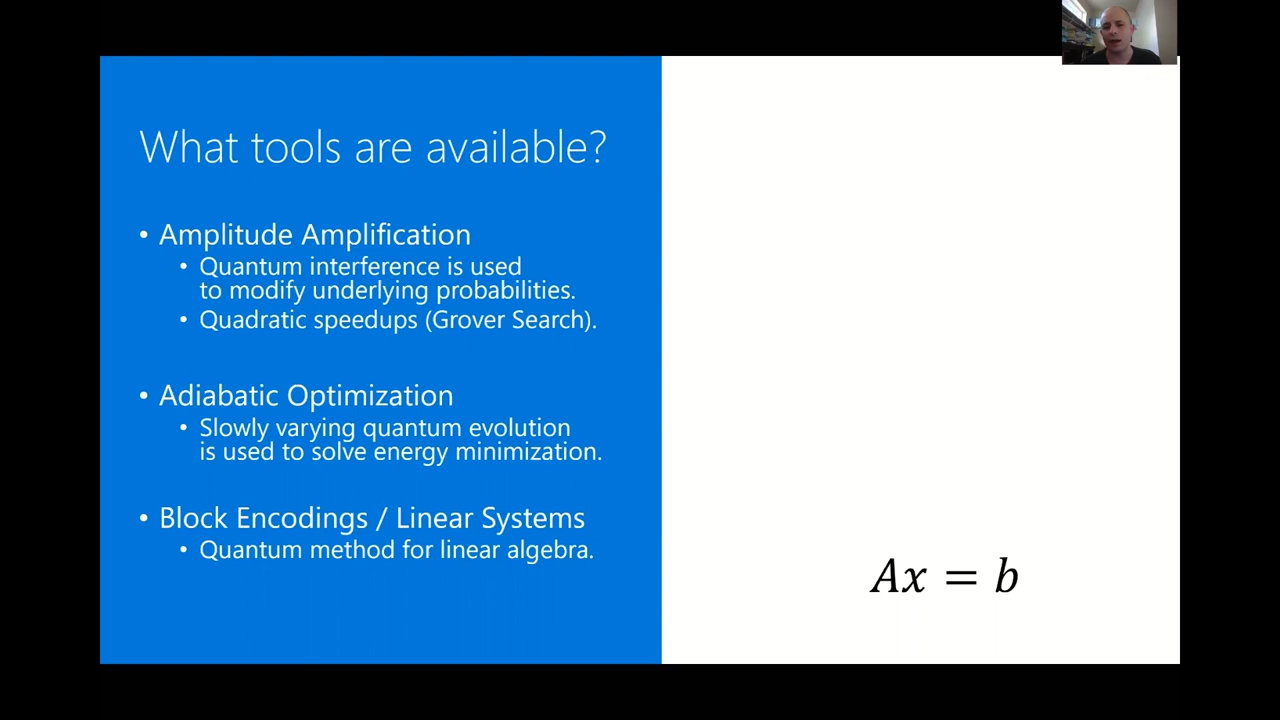 What tools are available?
• Amplitude Amplification
• Quantum interference is used
to modify underlying probabilities.
• Quadratic speedups (Grover Search).
• Adiabatic Optimization
• Slowly varying quantum evolution
is used to solve energy minimization.
• Block Encodings / Linear Systems
• Quantum method for linear algebra.
Ax = b